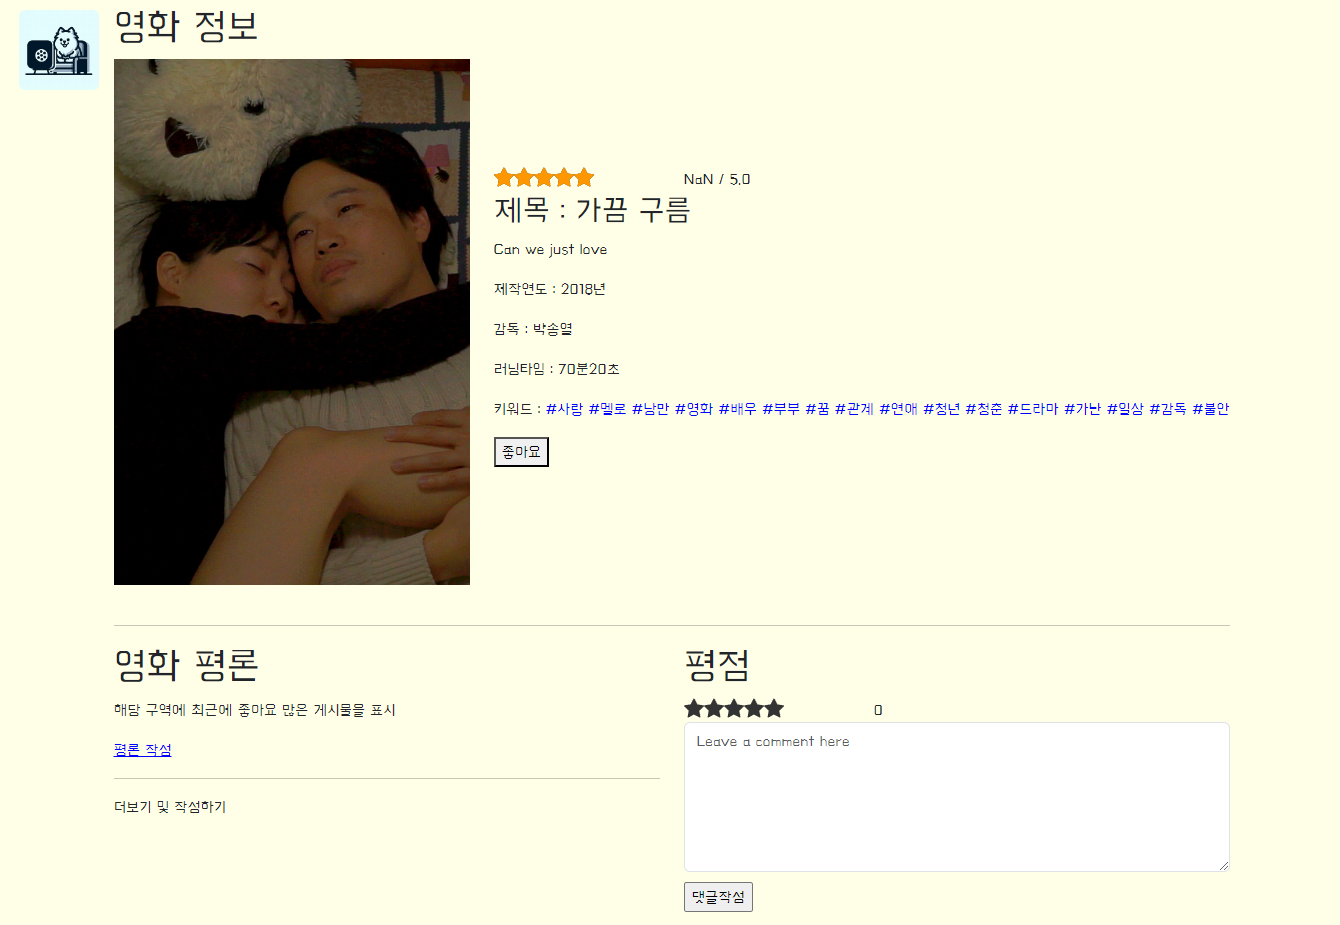 영화 정보
NaN / 5.0
제목 : 가끔 구름
Can we just love
제작연도 : 2018년
감독 : 박송열
러닝타임 : 70분20초
키워드 : #사랑 #멜로 #낭만 #영화 #배우 #부부 #꿈 #관계 #연애 #청년 #청춘 #드라마 #가난 #일상 #감독 #불안
좋아요
영화 평론
해당 구역에 최근에 좋아요 많은 게시물을 표시
평론 작성
더보기 및 작성하기
평점
0
Leave a comment here
댓글작성